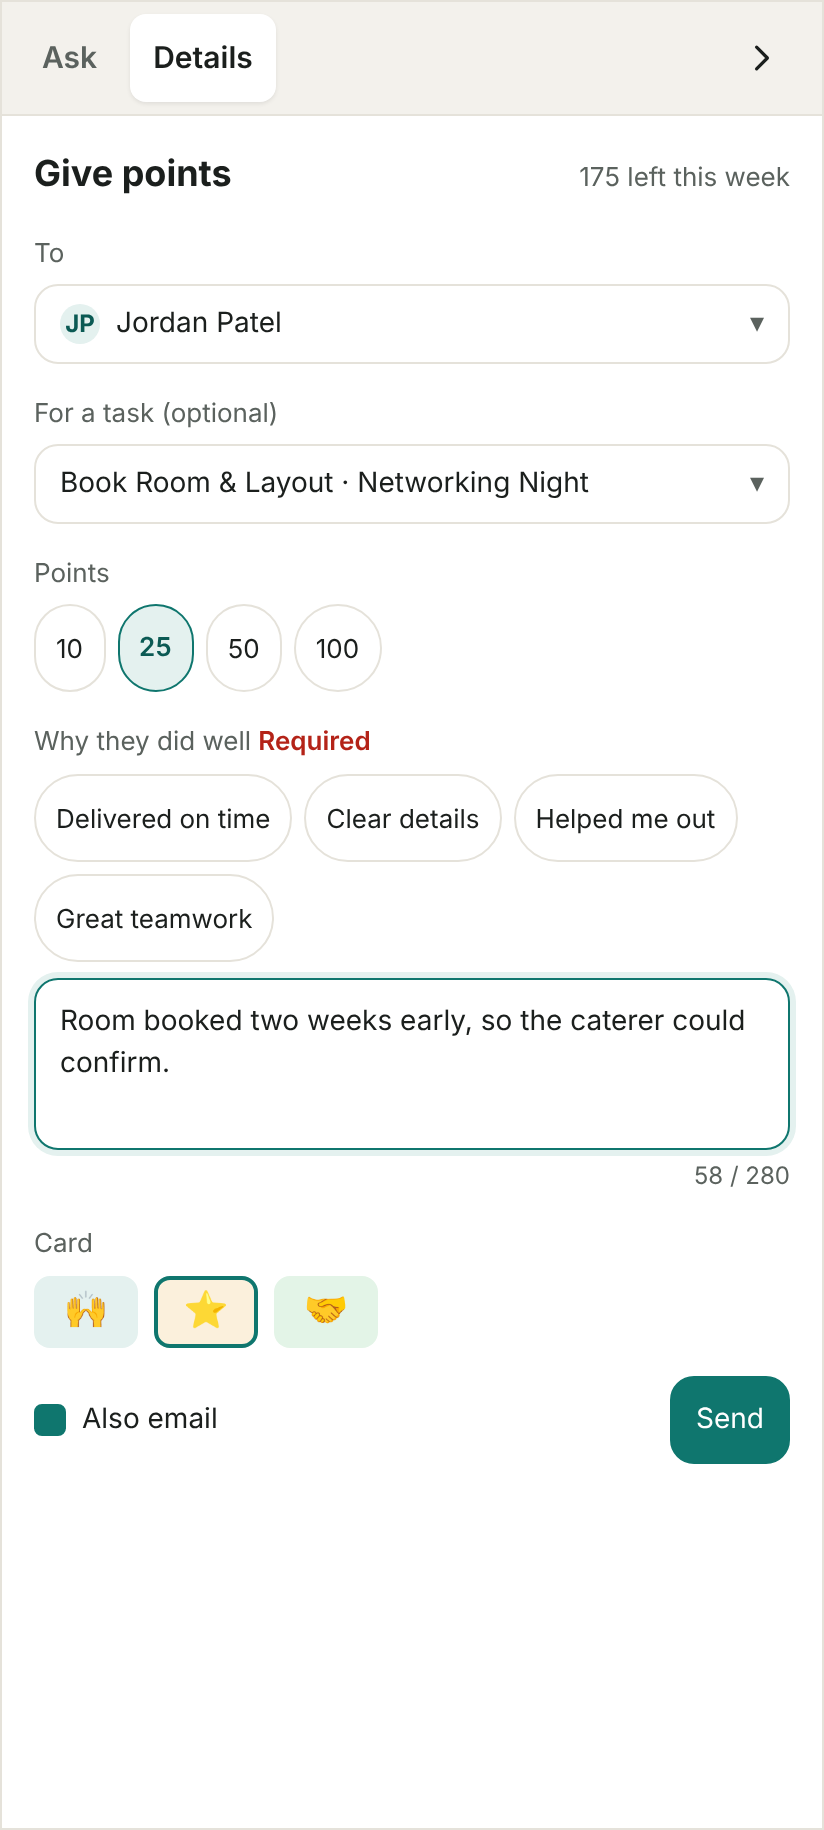 Ask Details
Give points 175 left this week
To
JP Jordan Patel
For a task (optional)
Book Room & Layout · Networking Night
Points
10 25 50 100
Why they did well Required
Delivered on time Clear details Helped me out
Great teamwork
Room booked two weeks early, so the caterer could
confirm.
58 / 280
Card
Also email Send